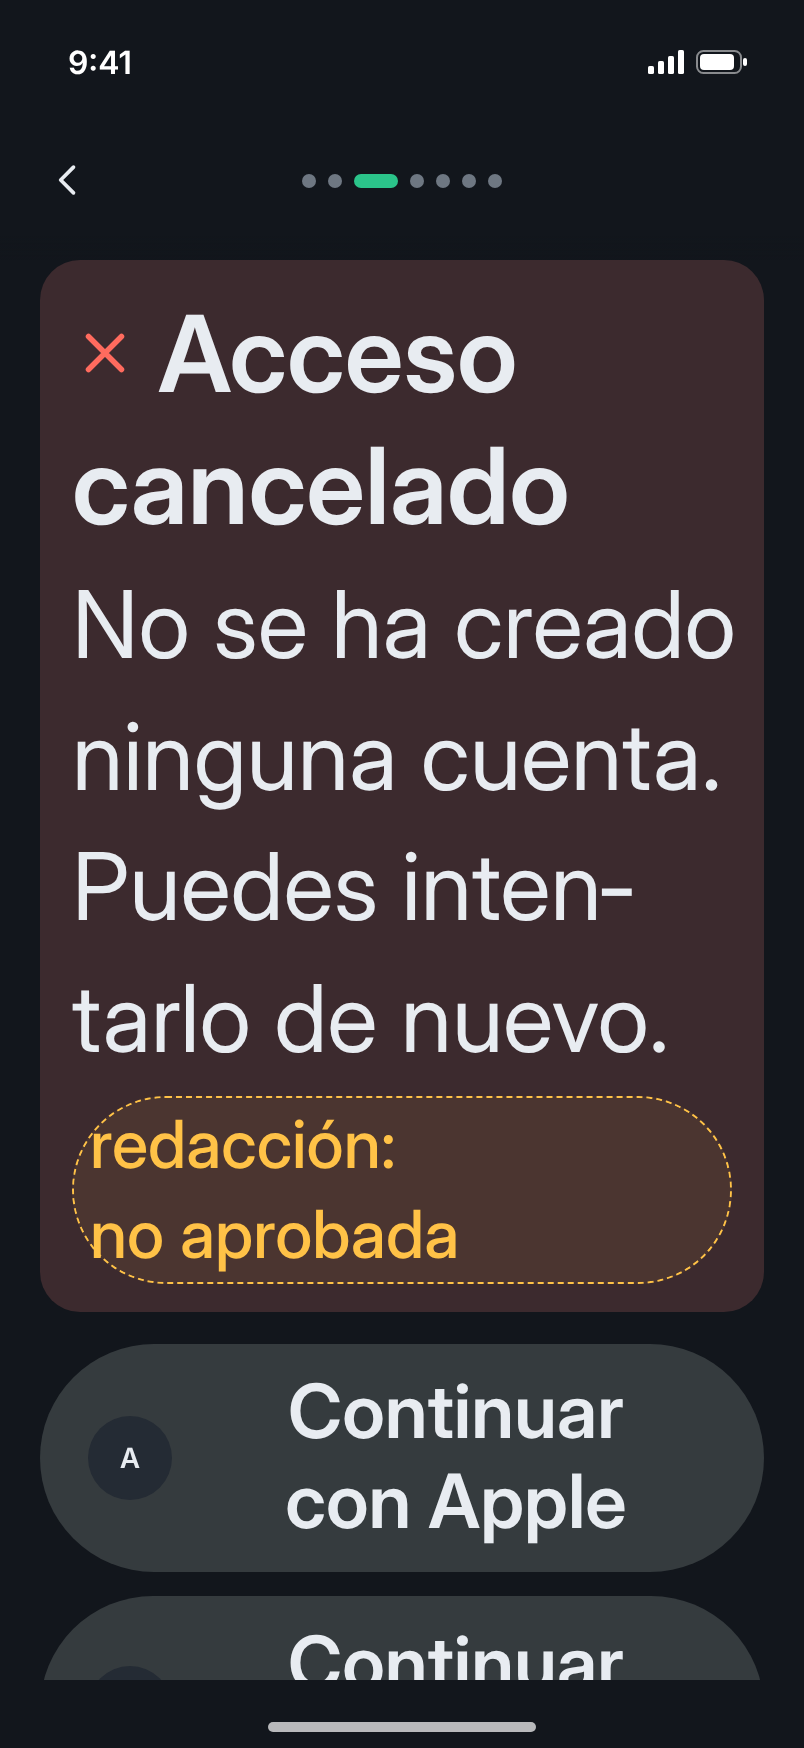 9:41
Acceso
cancelado
No se ha creado
ninguna cuenta.
Puedes inten-
tarlo de nuevo.
redacción:
no aprobada
A
Continuar
con Apple
Continuar